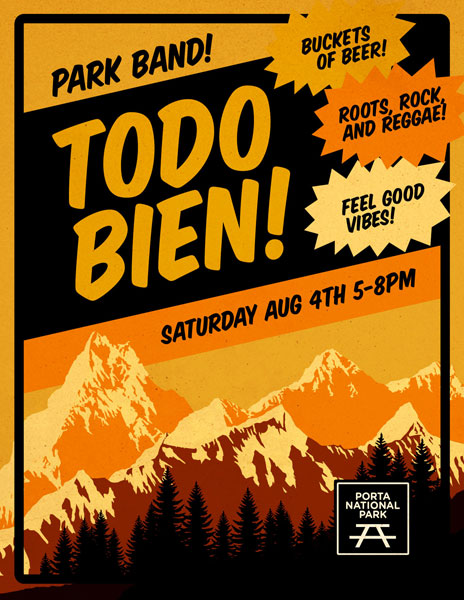 PARK BAND!
BUCKETS
OF BEER!
TODO
BIEN!
ROOTS, ROCK,
AND REGGAE!
FEEL GOOD
VIBES!
SATURDAY AUG 4TH 5-8PM
PORTA
NATIONAL
PARK